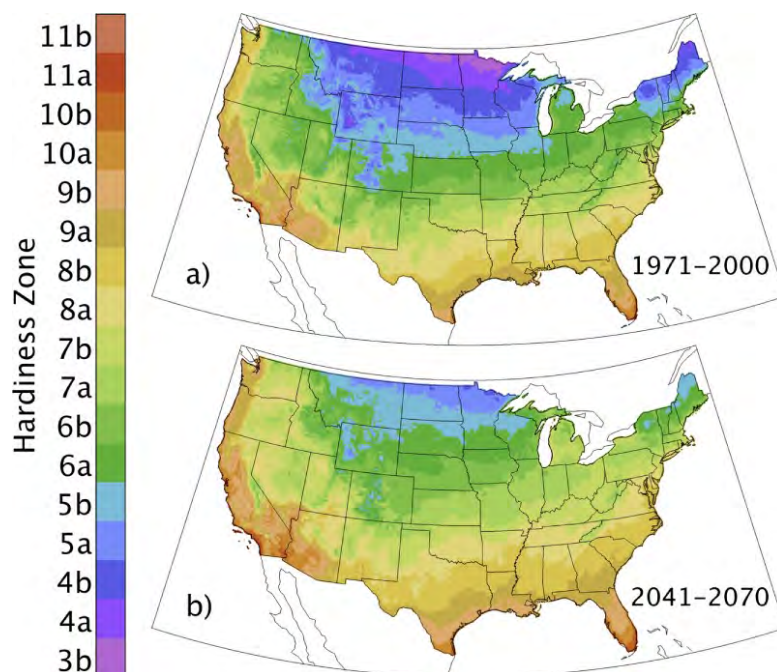 Hardiness Zone
11b
11a
10b
10a
9b
9a
8b
8a
7b
7a
6b
6a
5b
5a
4b
4a
3b
a)
1971–2000
b)
2041–2070